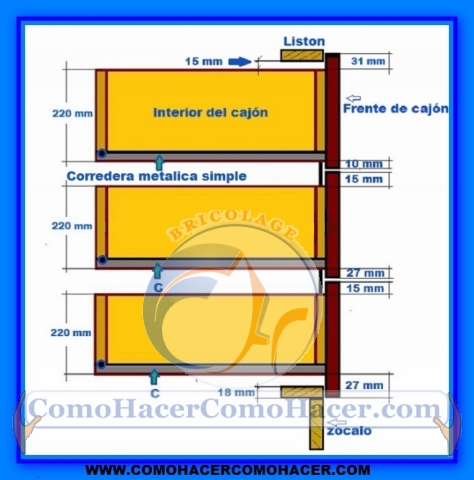 Liston
15 mm
31 mm
220 mm
Interior del cajón
Frente de cajón
10 mm
Corredera metalica simple
15 mm
BRICOLAGE
220 mm
27 mm
C
15 mm
220 mm
18 mm
27 mm
C
ComoHacerComoHacer.com
zocalo
WWW.COMOHACERCOMOHACER.COM